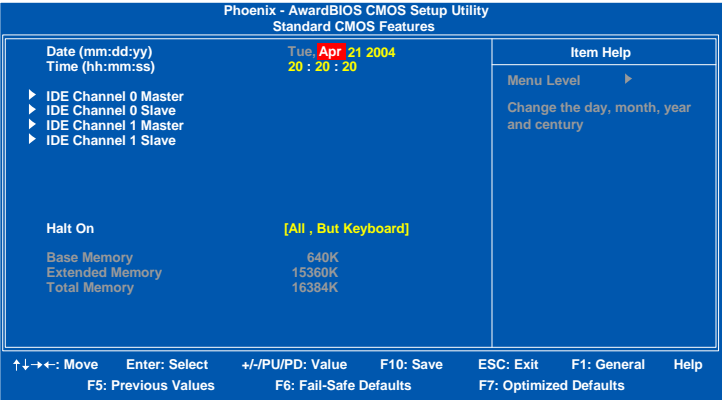 Phoenix - AwardBIOS CMOS Setup Utility
Standard CMOS Features
Date (mm:dd:yy) Tue, Apr 21 2004
Time (hh:mm:ss) 20 : 20 : 20
IDE Channel 0 Master
IDE Channel 0 Slave
IDE Channel 1 Master
IDE Channel 1 Slave
Halt On [All , But Keyboard]
Base Memory 640K
Extended Memory 15360K
Total Memory 16384K
Item Help
Menu Level
Change the day, month, year
and century
↑↓→←: Move Enter: Select +/-/PU/PD: Value F10: Save ESC: Exit F1: General Help
F5: Previous Values F6: Fail-Safe Defaults F7: Optimized Defaults